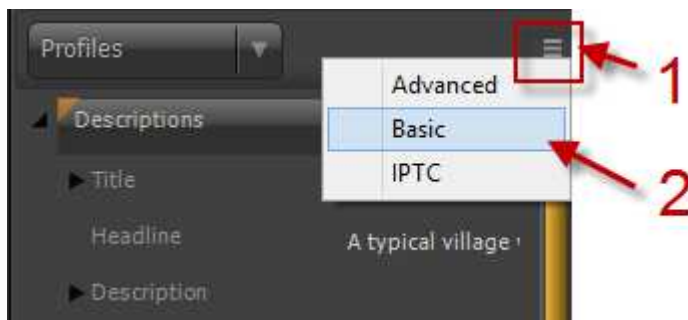 Profiles
1
Advanced
Descriptions
Basic
Title
IPTC
2
Headline
A typical village
Description